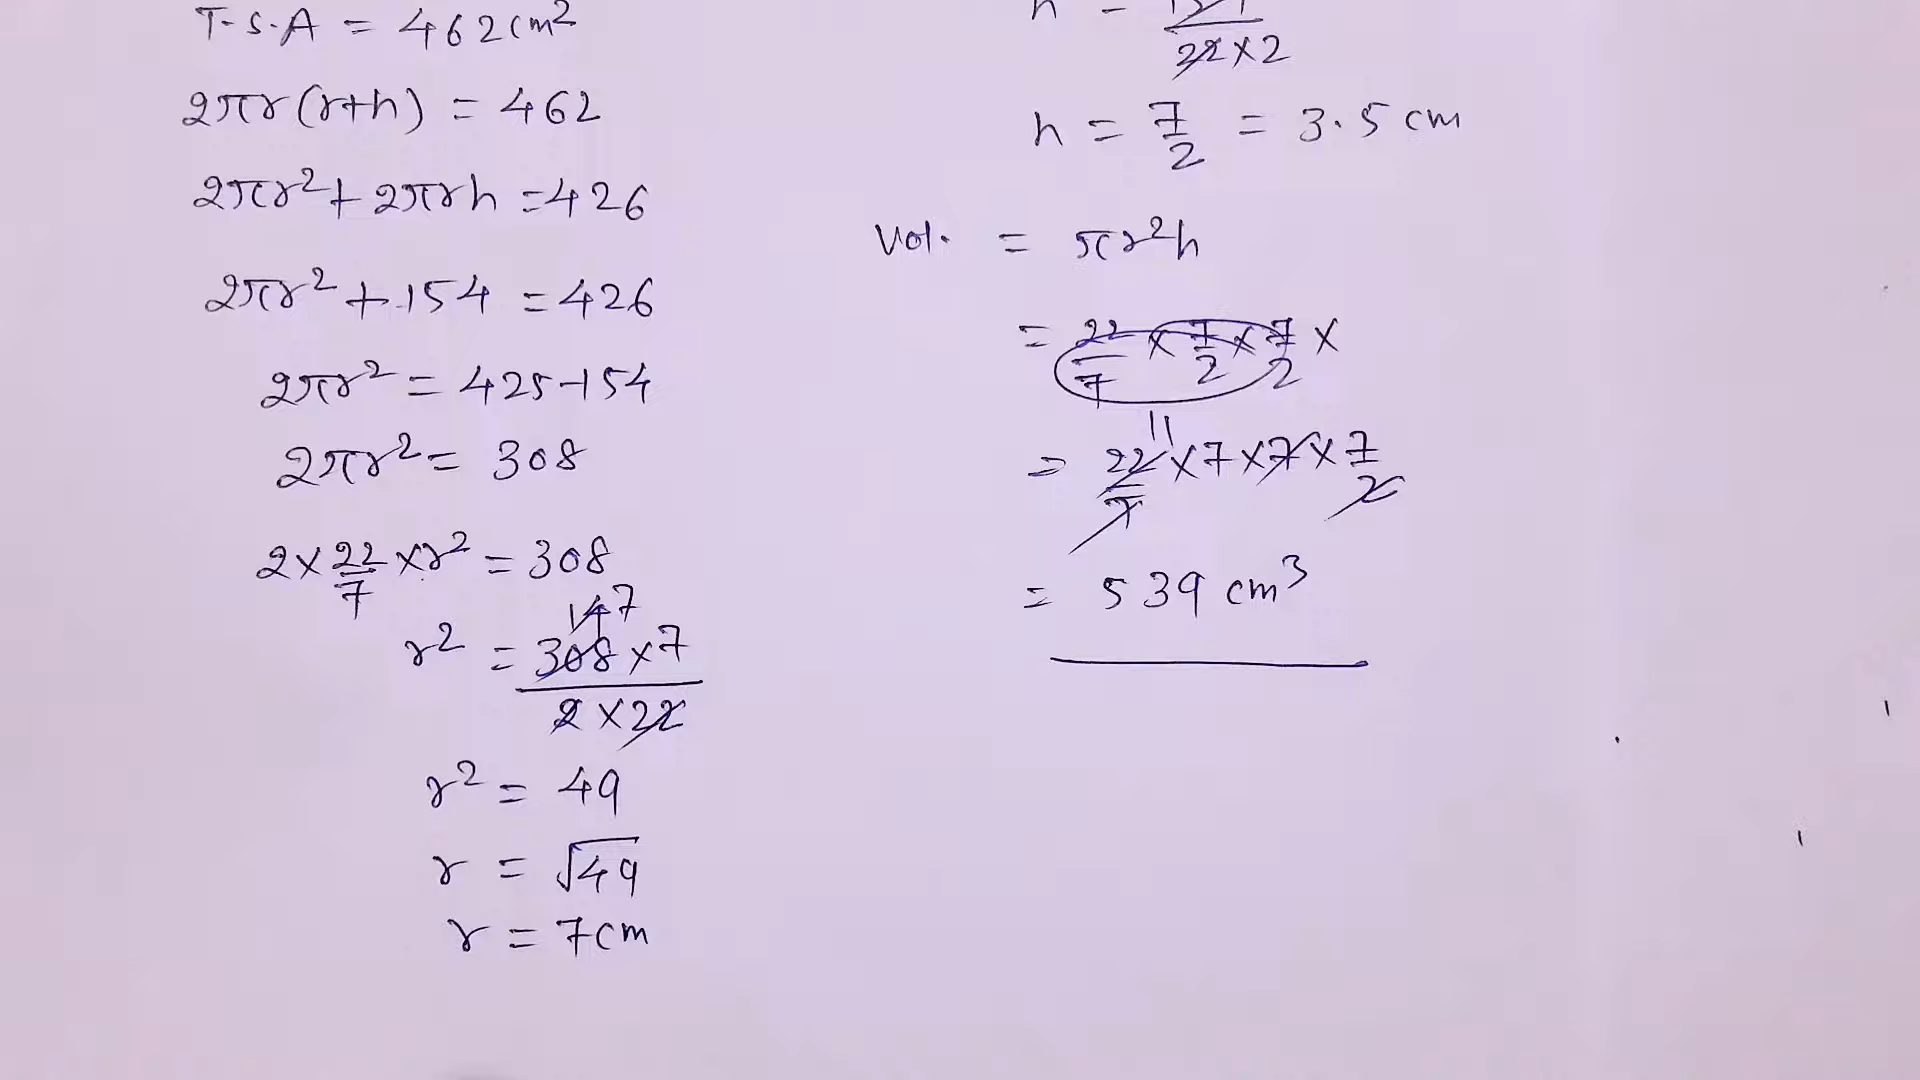 T.S.A = 462cm²
2πr(r+h) = 462
2πr²+2πrh =426
2πr²+154 =426
2πr² = 425-154
2πr² = 308
2×22/7×r² = 308
147
r² = 308×7
2×22
r² = 49
r = √49
r = 7cm
h =
22×2
h = 7/2 = 3.5 cm
Vol. = πr²h
= 22/7 × 7/2 × 7/2 ×
11
= 22/7 ×7×7×7/2
= 539 cm³